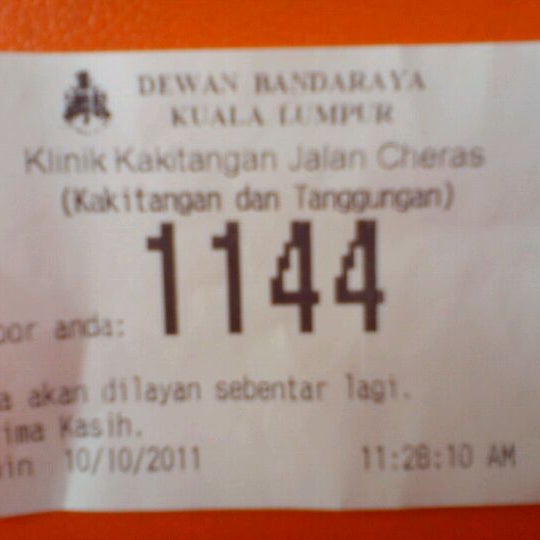 DEWAN BANDARAYA
KUALA LUMPUR
Klinik Kakitangan Jalan Cheras
(Kakitangan dan Tanggungan)
1144
anda:
akan dilayan sebentar lagi.
Kasih.
10/10/2011 11:28:10 AM